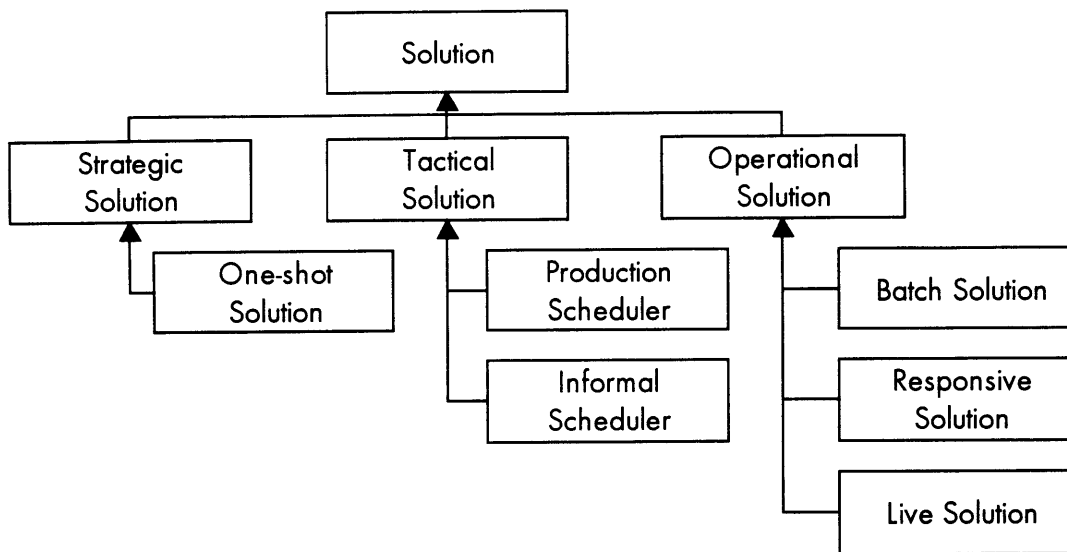 Solution
Strategic
Solution
Tactical
Solution
Operational
Solution
One-shot
Solution
Production
Scheduler
Informal
Scheduler
Batch Solution
Responsive
Solution
Live Solution